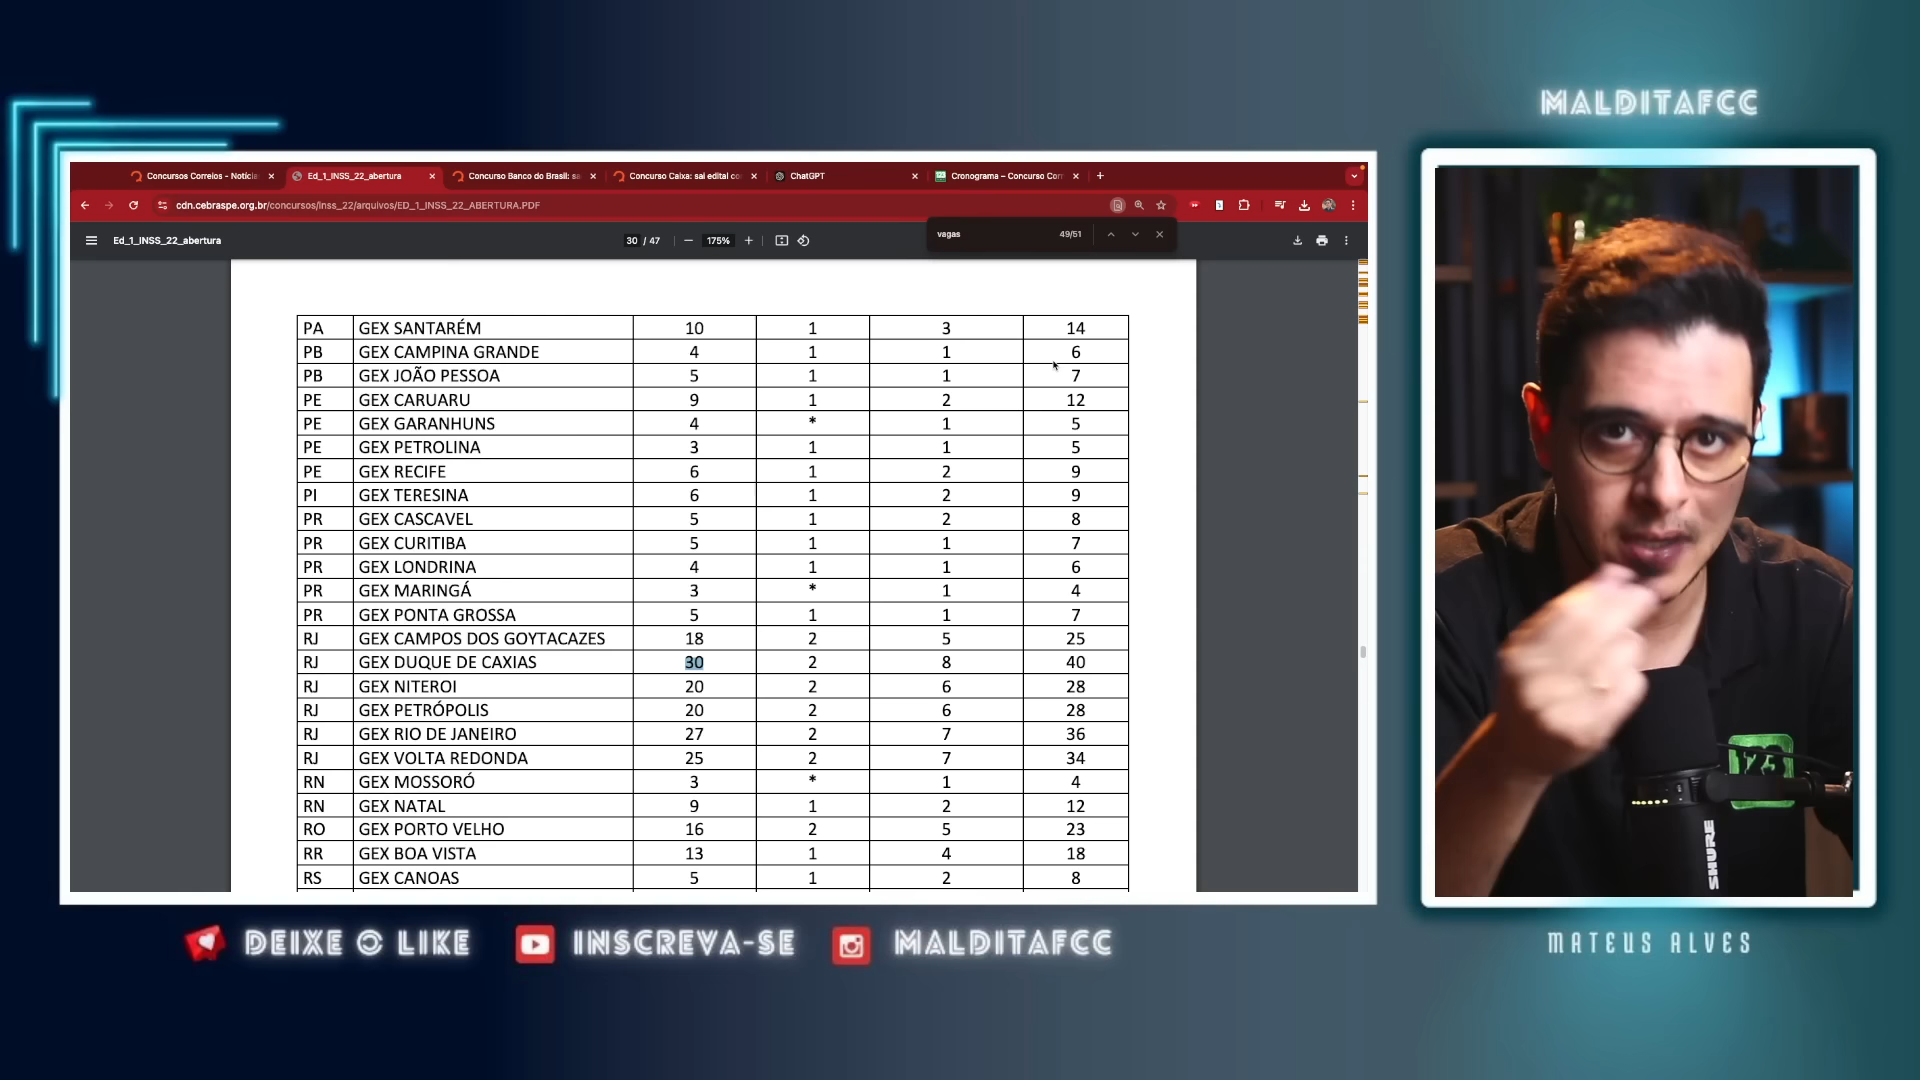 MALDITAFCC
Concursos Correios - Notícia
Ed_1_INSS_22_abertura
Concurso Banco do Brasil: sa
Concurso Caixa: sai edital co
ChatGPT
Cronograma – Concurso Cor
cdn.cebraspe.org.br/concursos/inss_22/arquivos/ED_1_INSS_22_ABERTURA.PDF
vagas 49/51
Ed_1_INSS_22_abertura
30 / 47
175%
PA GEX SANTARÉM 10 1 3 14
PB GEX CAMPINA GRANDE 4 1 1 6
PB GEX JOÃO PESSOA 5 1 1 7
PE GEX CARUARU 9 1 2 12
PE GEX GARANHUNS 4 * 1 5
PE GEX PETROLINA 3 1 1 5
PE GEX RECIFE 6 1 2 9
PI GEX TERESINA 6 1 2 9
PR GEX CASCAVEL 5 1 2 8
PR GEX CURITIBA 5 1 1 7
PR GEX LONDRINA 4 1 1 6
PR GEX MARINGÁ 3 * 1 4
PR GEX PONTA GROSSA 5 1 1 7
RJ GEX CAMPOS DOS GOYTACAZES 18 2 5 25
RJ GEX DUQUE DE CAXIAS 30 2 8 40
RJ GEX NITEROI 20 2 6 28
RJ GEX PETRÓPOLIS 20 2 6 28
RJ GEX RIO DE JANEIRO 27 2 7 36
RJ GEX VOLTA REDONDA 25 2 7 34
RN GEX MOSSORÓ 3 * 1 4
RN GEX NATAL 9 1 2 12
RO GEX PORTO VELHO 16 2 5 23
RR GEX BOA VISTA 13 1 4 18
RS GEX CANOAS 5 1 2 8
SHURE
DEIXE O LIKE
INSCREVA-SE
MALDITAFCC
MATEUS ALVES